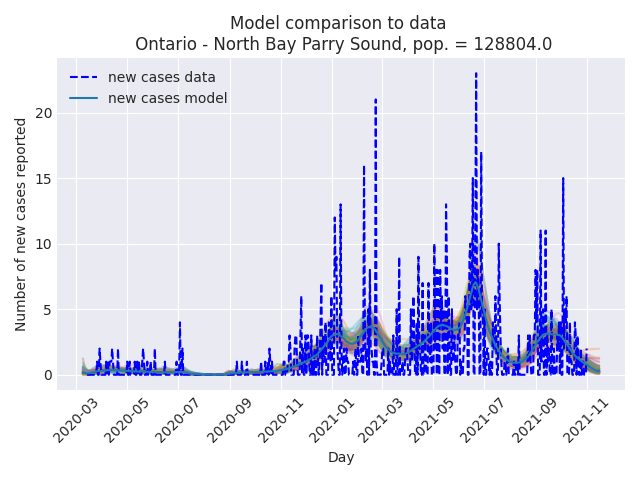 Model comparison to data
Ontario - North Bay Parry Sound, pop. = 128804.0
new cases data
new cases model
Number of new cases reported
20
15
10
5
0
2020-03
2020-05
2020-07
2020-09
2020-11
2021-01
2021-03
2021-05
2021-07
2021-09
2021-11
Day